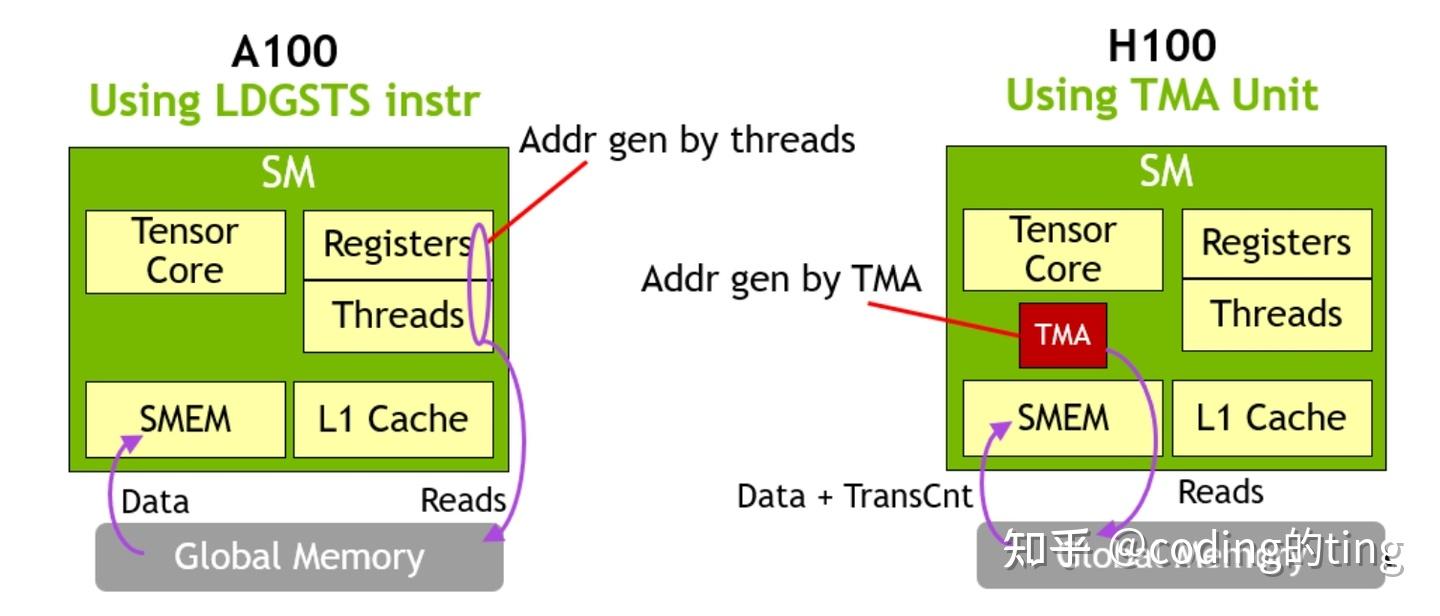 A100
Using LDGSTS instr
Addr gen by threads
SM
Tensor
Core
Registers
Threads
SMEM
L1 Cache
Data
Reads
Global Memory
H100
Using TMA Unit
Addr gen by TMA
SM
Tensor
Core
Registers
TMA
Threads
SMEM
L1 Cache
Data + TransCnt
Reads
Global Memory
知乎 @coding的ting